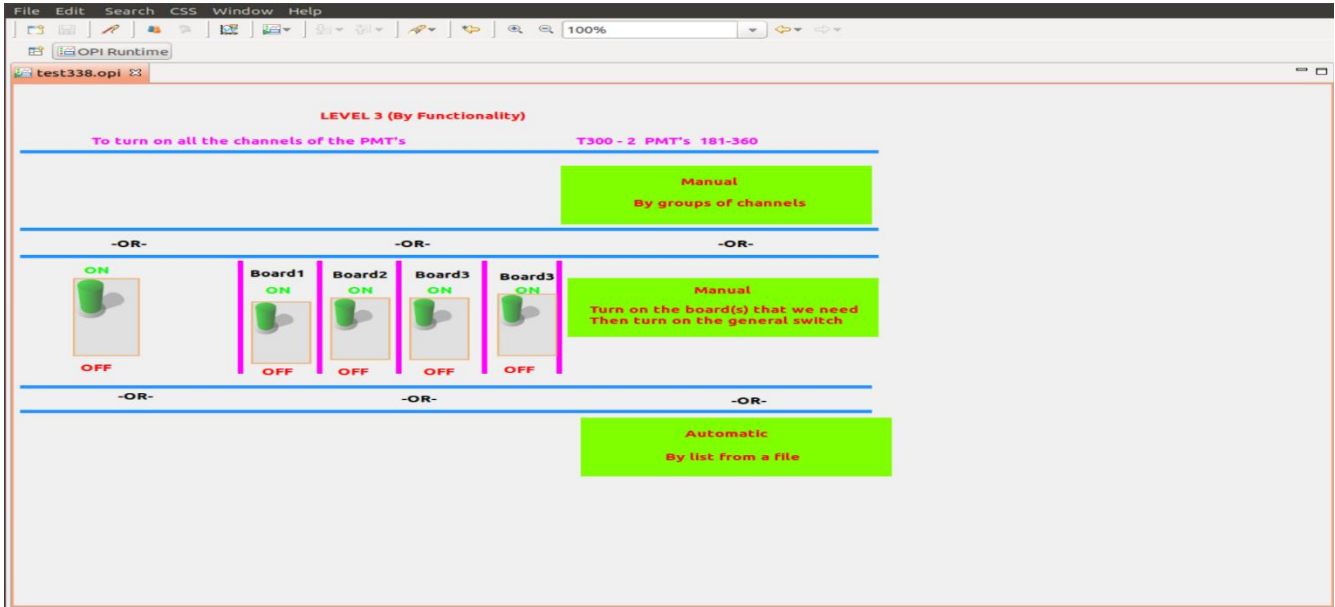 File Edit Search CSS Window Help
100%
OPI Runtime
test338.opi
LEVEL 3 (By Functionality)
To turn on all the channels of the PMT's
T300 - 2 PMT's 181-360
Manual
By groups of channels
-OR- -OR- -OR-
ON
OFF
Board1
ON
OFF
Board2
ON
OFF
Board3
ON
OFF
Board3
ON
OFF
Manual
Turn on the board(s) that we need
Then turn on the general switch
-OR- -OR- -OR-
Automatic
By list from a file